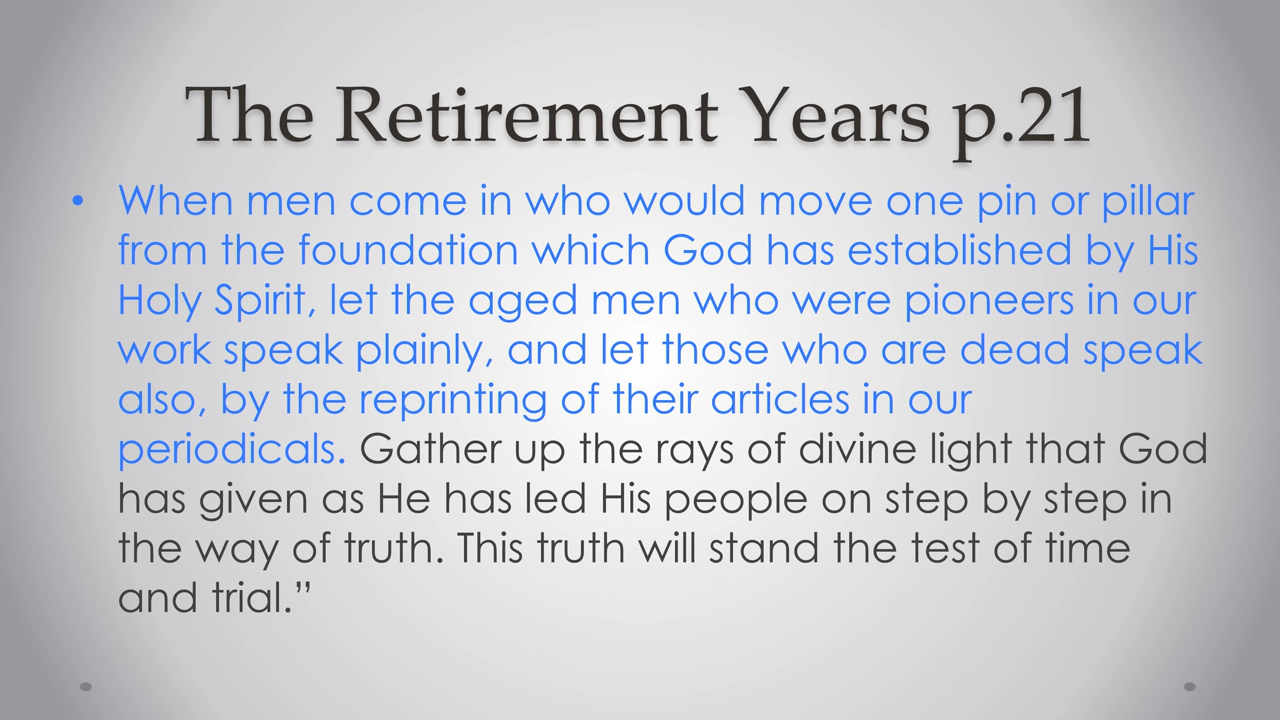 The Retirement Years p.21
• When men come in who would move one pin or pillar
from the foundation which God has established by His
Holy Spirit, let the aged men who were pioneers in our
work speak plainly, and let those who are dead speak
also, by the reprinting of their articles in our
periodicals. Gather up the rays of divine light that God
has given as He has led His people on step by step in
the way of truth. This truth will stand the test of time
and trial.”